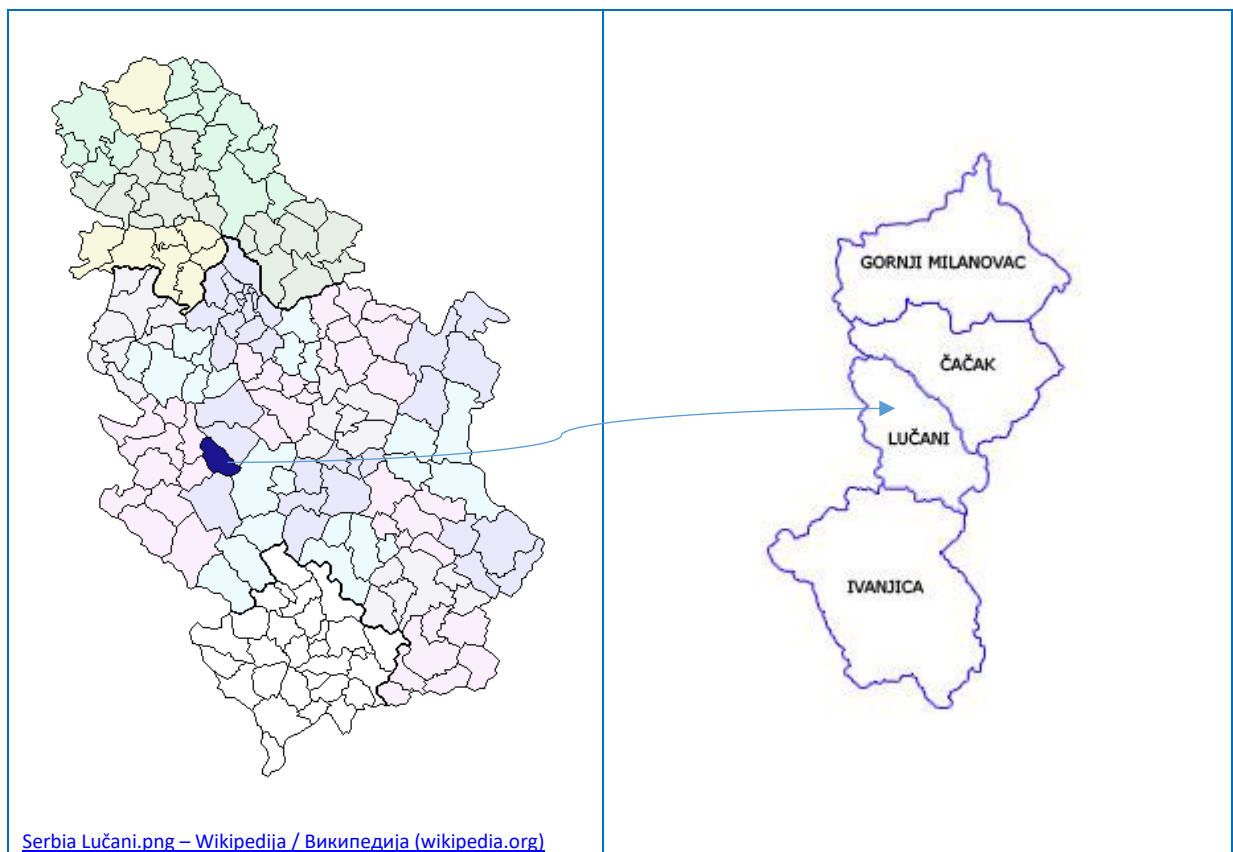 GORNJI MILANOVAC
ČAČAK
LUČANI
IVANJICA
Serbia Lučani.png – Wikipedija / Википедија (wikipedia.org)